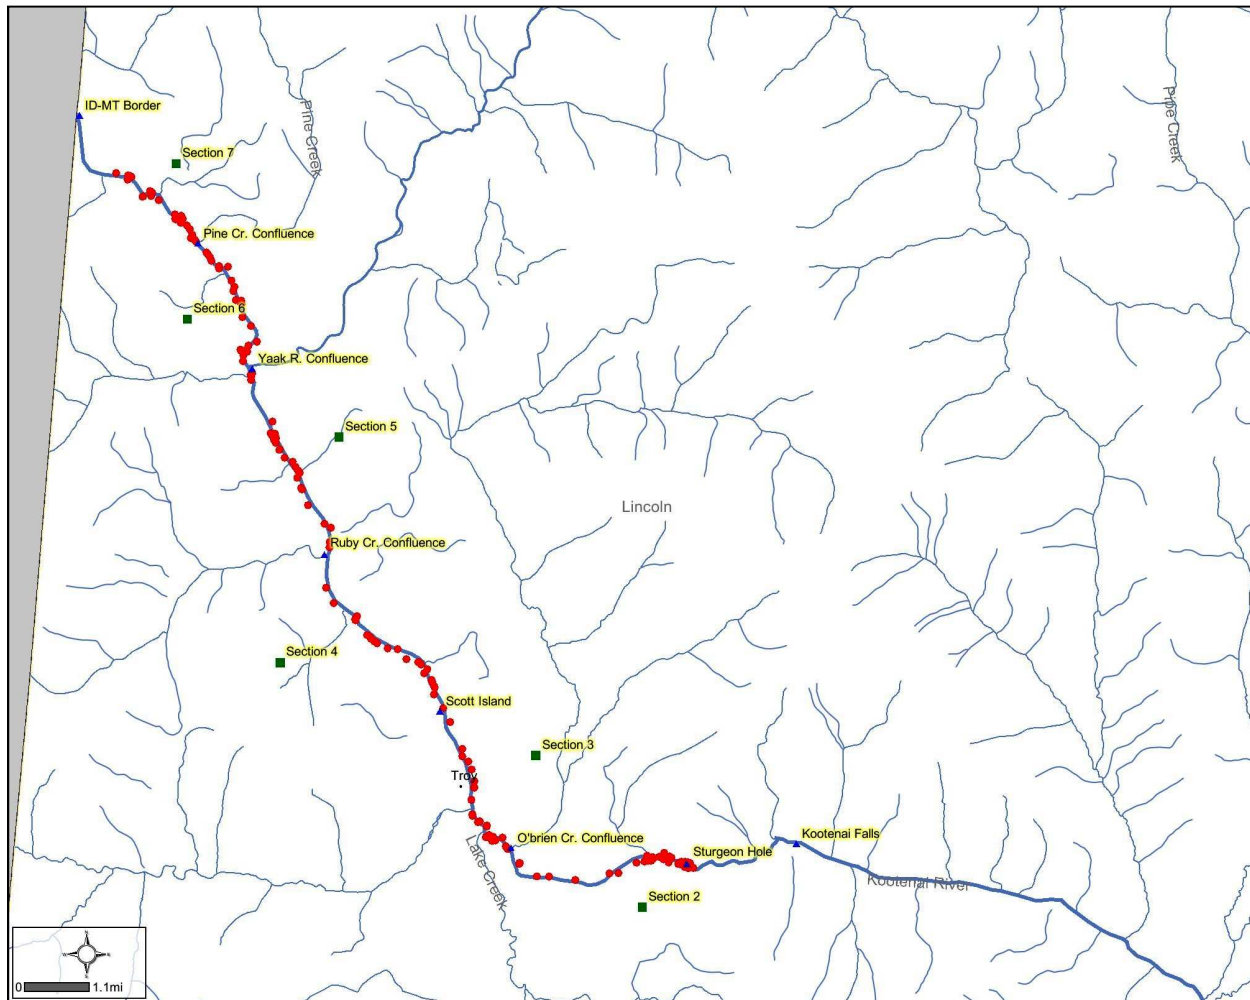 ID-MT Border
Pine Creek
Pipe Creek
Section 7
Pine Cr. Confluence
Section 6
Yaak R. Confluence
Section 5
Lincoln
Ruby Cr. Confluence
Section 4
Scott Island
Section 3
Troy
O'brien Cr. Confluence
Kootenai Falls
Sturgeon Hole
Lake Creek
Kootenai River
Section 2
0 1.1mi